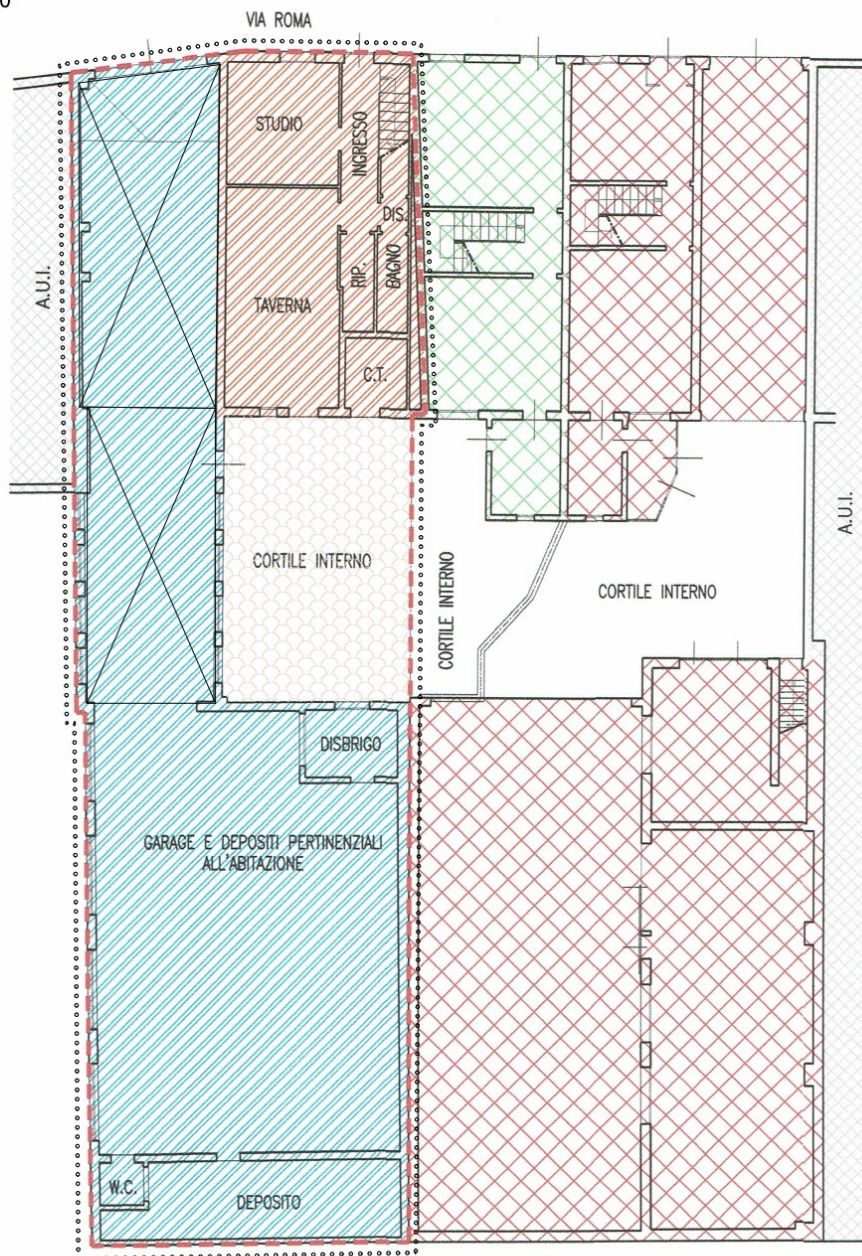 VIA ROMA
STUDIO
INGRESSO
DIS.
A.U.I.
TAVERNA
RIP.
BAGNO
C.T.
A.U.I.
CORTILE INTERNO
CORTILE INTERNO
CORTILE INTERNO
DISBRIGO
GARAGE E DEPOSITI PERTINENZIALI
ALL'ABITAZIONE
W.C.
DEPOSITO